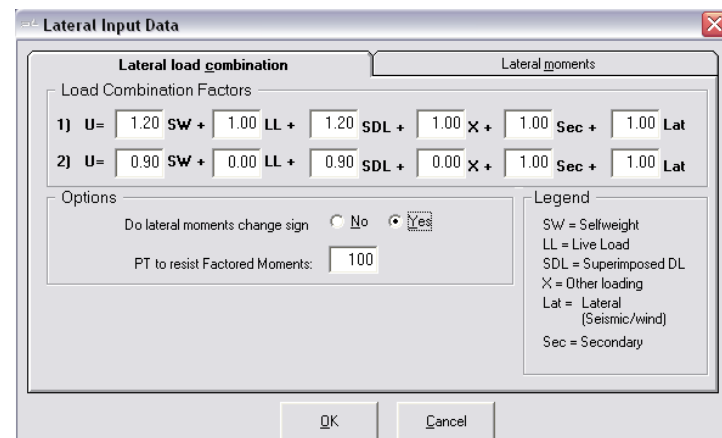 Lateral Input Data
Lateral load combination
Lateral moments
Load Combination Factors
1) U= 1.20 SW + 1.00 LL + 1.20 SDL + 1.00 X + 1.00 Sec + 1.00 Lat
2) U= 0.90 SW + 0.00 LL + 0.90 SDL + 0.00 X + 1.00 Sec + 1.00 Lat
Options
Do lateral moments change sign No Yes
PT to resist Factored Moments: 100
Legend
SW = Selfweight
LL = Live Load
SDL = Superimposed DL
X = Other loading
Lat = Lateral
(Seismic/wind)
Sec = Secondary
OK Cancel